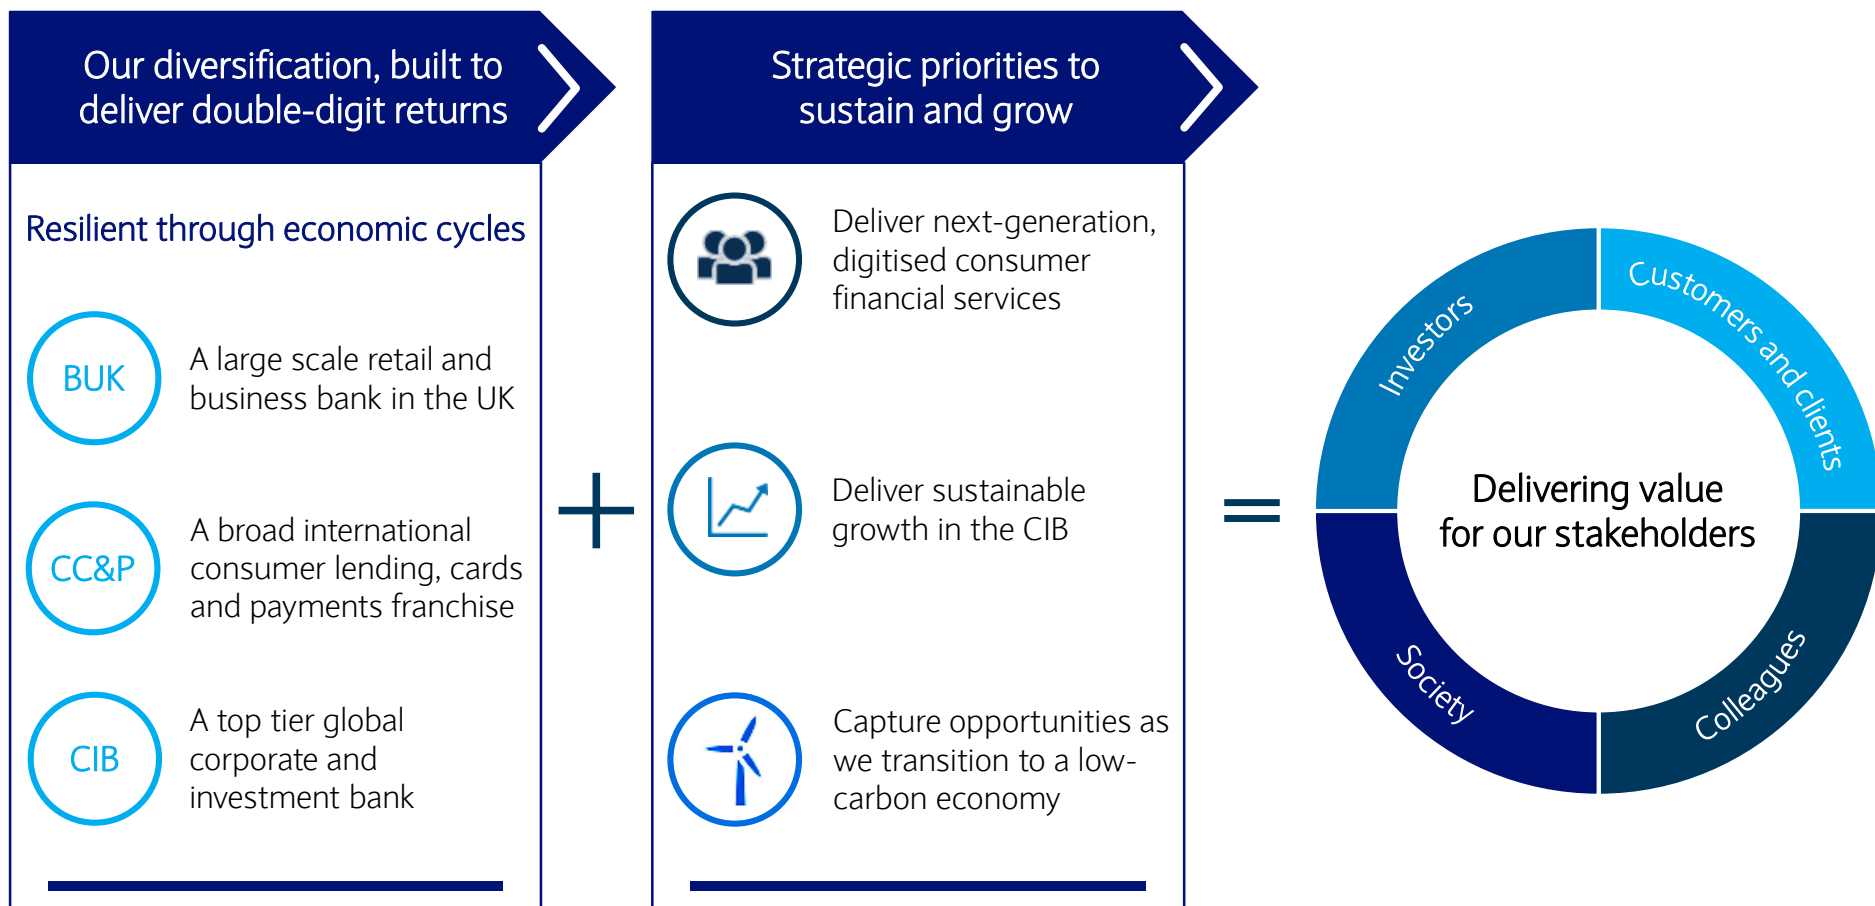 Our diversification, built to
deliver double-digit returns
Resilient through economic cycles
BUK
A large scale retail and
business bank in the UK
CC&P
A broad international
consumer lending, cards
and payments franchise
CIB
A top tier global
corporate and
investment bank
+
Strategic priorities to
sustain and grow
Deliver next-generation,
digitised consumer
financial services
Deliver sustainable
growth in the CIB
Capture opportunities as
we transition to a low-
carbon economy
=
Investors
Customers and clients
Delivering value
for our stakeholders
Society
Colleagues